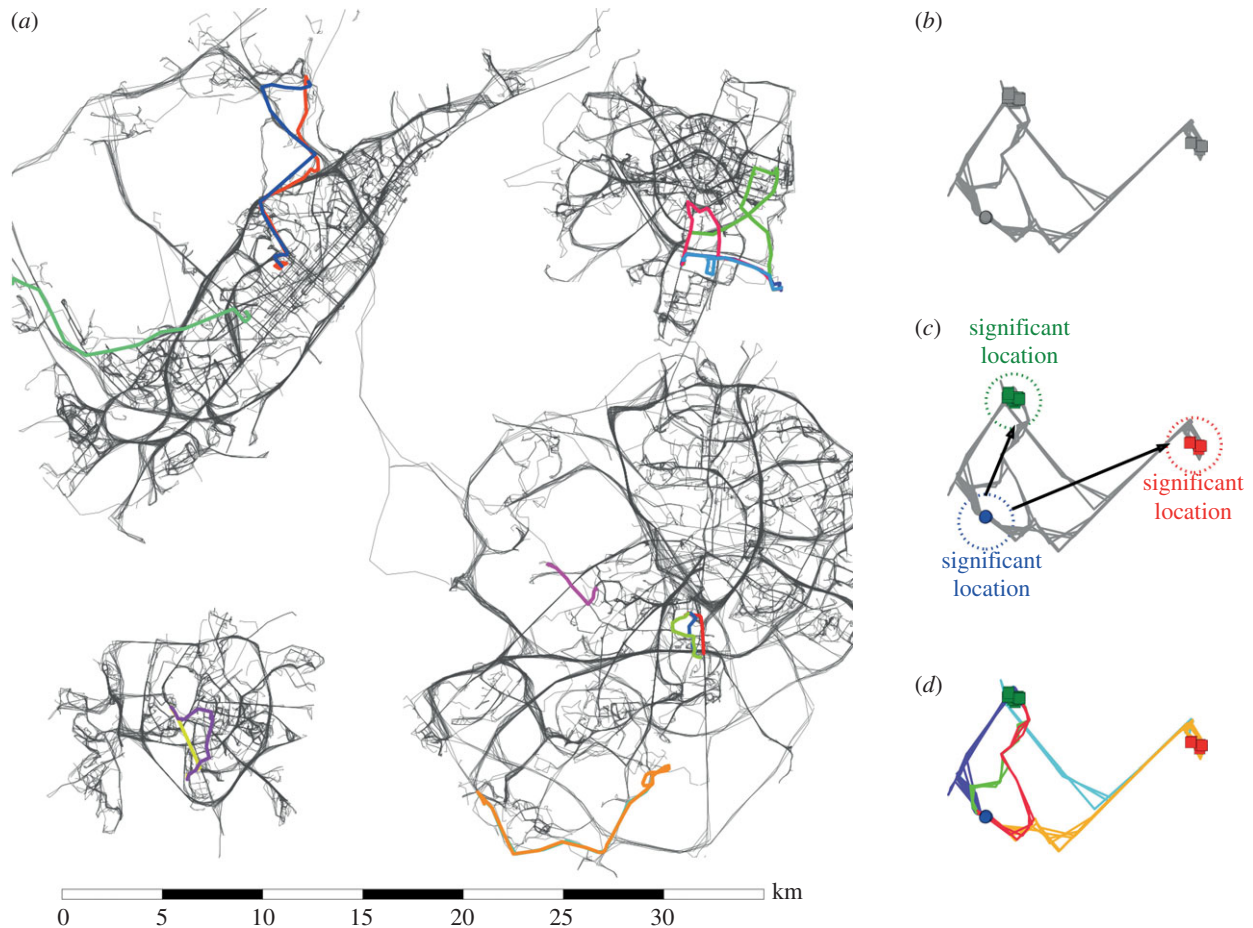 (a)
km
0 5 10 15 20 25 30
(b)
(c)
significant
location
significant
location
significant
location
(d)